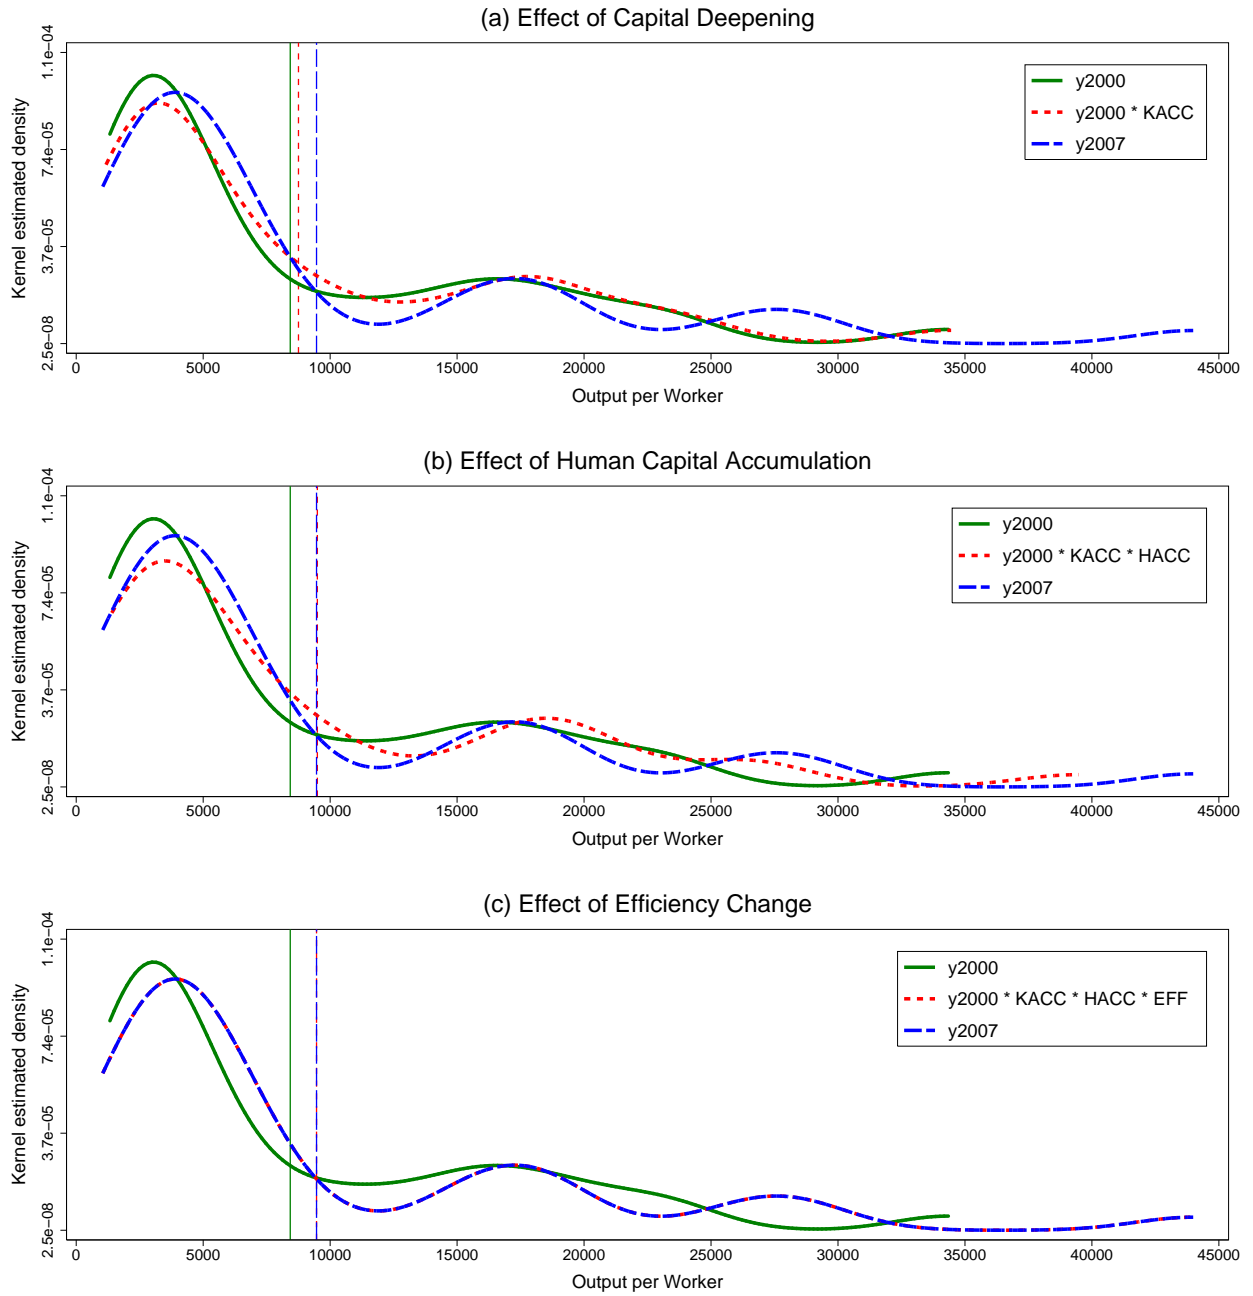 (a) Effect of Capital Deepening
Kernel estimated density
1.1e-04
7.4e-05
3.7e-05
2.5e-08
y2000
y2000 * KACC
y2007
0 5000 10000 15000 20000 25000 30000 35000 40000 45000
Output per Worker
(b) Effect of Human Capital Accumulation
Kernel estimated density
1.1e-04
7.4e-05
3.7e-05
2.5e-08
y2000
y2000 * KACC * HACC
y2007
0 5000 10000 15000 20000 25000 30000 35000 40000 45000
Output per Worker
(c) Effect of Efficiency Change
Kernel estimated density
1.1e-04
7.4e-05
3.7e-05
2.5e-08
y2000
y2000 * KACC * HACC * EFF
y2007
0 5000 10000 15000 20000 25000 30000 35000 40000 45000
Output per Worker